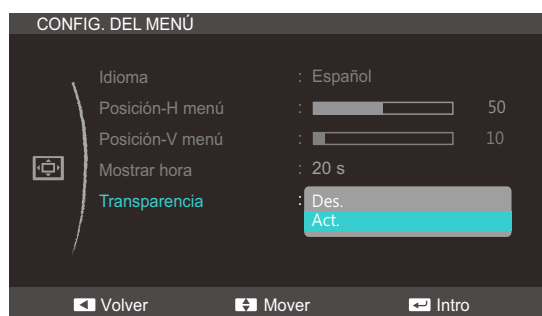 CONFIG. DEL MENÚ
Idioma : Español
Posición-H menú : 50
Posición-V menú : 10
Mostrar hora : 20 s
Transparencia : Des.
Act.
Volver Mover Intro